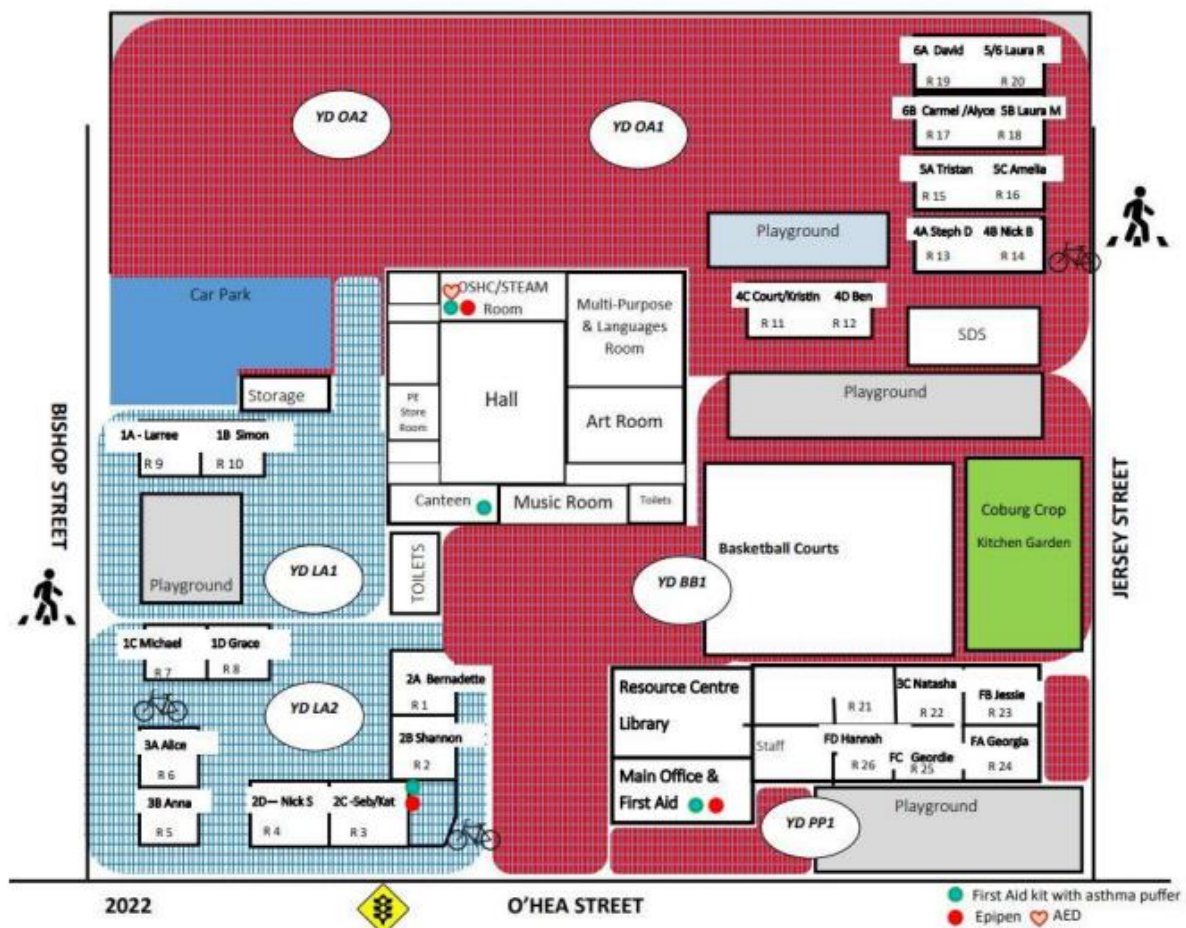 6A David 5/6 Laura R
R 19 R 20
YD OA2
YD OA1
6B Carmel /Alyce 5B Laura M
R 17 R 18
5A Tristan 5C Amelia
R 15 R 16
Playground
4A Steph D 4B Nick B
R 13 R 14
Car Park
OSHC/STEAM
Room
Multi-Purpose
& Languages
Room
4C Court/Kristin 4D Ben
R 11 R 12
SDS
Storage
PE
Store
Room
Hall
Art Room
Playground
1A - Larree 1B Simon
R 9 R 10
BISHOP STREET
JERSEY STREET
Canteen
Music Room
Toilets
Coburg Crop
Kitchen Garden
Basketball Courts
Playground
YD LA1
TOILETS
YD BB1
1C Michael 1D Grace
R 7 R 8
2A Bernadette
R 1
YD LA2
2B Shannon
R 2
3A Alice
R 6
3B Anna
R 5
2D— Nick S 2C -Seb/Kat
R 4 R 3
Resource Centre
Library
Main Office &
First Aid
Staff
R 21
3C Natasha
R 22
FB Jessie
R 23
FD Hannah
R 26
FC Geordie
R 25
FA Georgia
R 24
YD PP1
Playground
2022
O'HEA STREET
First Aid kit with asthma puffer
Epipen AED